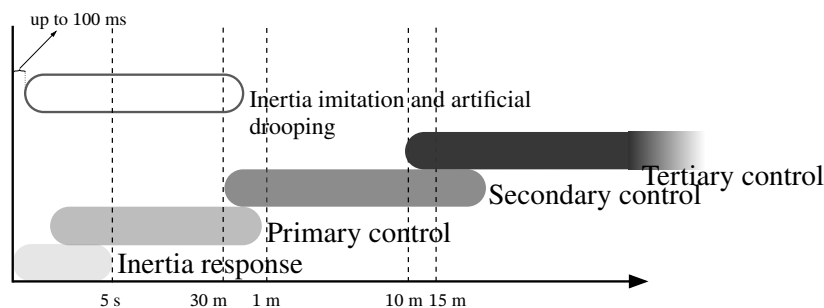 up to 100 ms
Inertia imitation and artificial
drooping
Tertiary control
Secondary control
Primary control
Inertia response
5 s 30 m 1 m 10 m 15 m